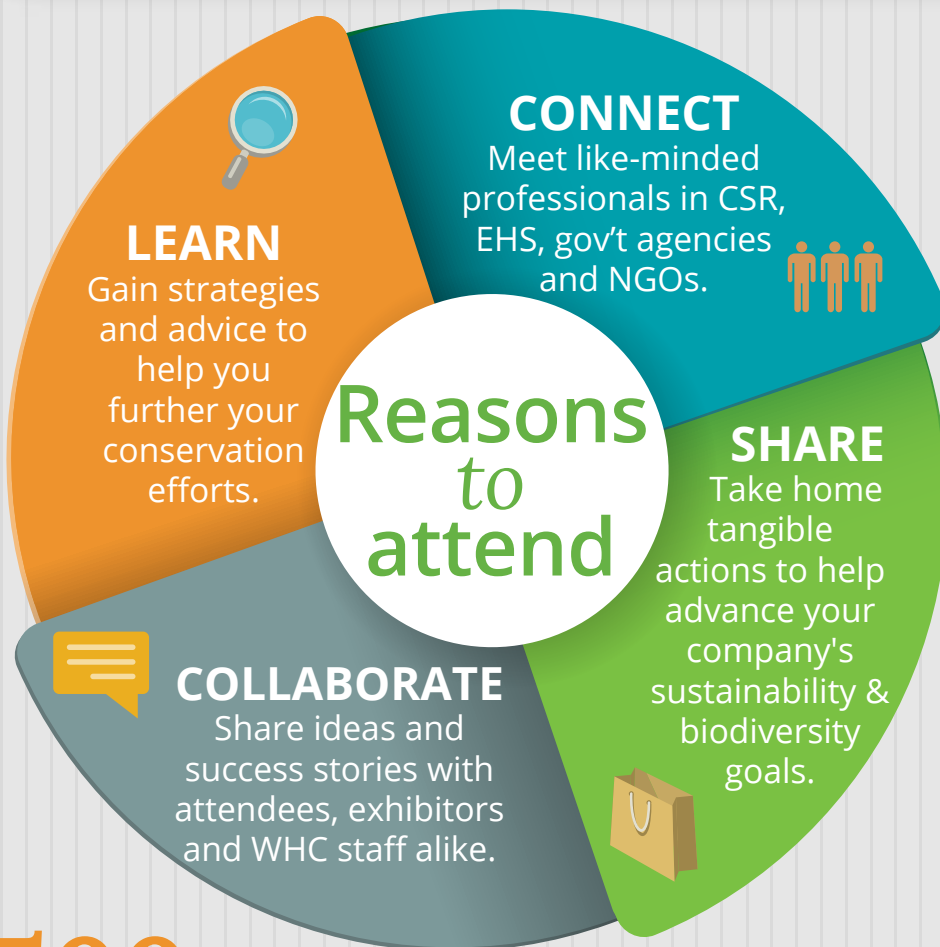 Reasons
to
attend
CONNECT
Meet like-minded
professionals in CSR,
EHS, gov’t agencies
and NGOs.
SHARE
Take home
tangible
actions to help
advance your
company's
sustainability &
biodiversity
goals.
COLLABORATE
Share ideas and
success stories with
attendees, exhibitors
and WHC staff alike.
LEARN
Gain strategies
and advice to
help you
further your
conservation
efforts.